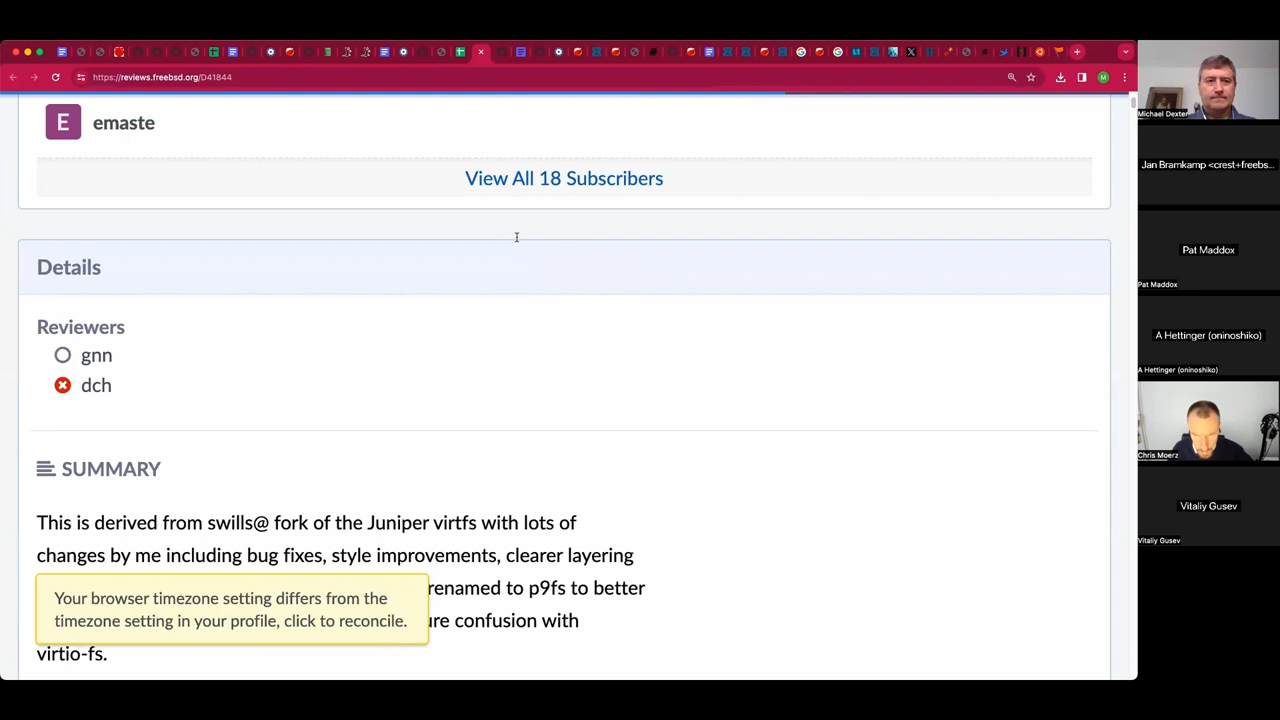 https://reviews.freebsd.org/D41844
M
E
emaste
View All 18 Subscribers
Details
Reviewers
gnn
dch
SUMMARY
This is derived from swills@ fork of the Juniper virtfs with lots of
changes by me including bug fixes, style improvements, clearer layering
renamed to p9fs to better
ure confusion with
virtio-fs.
Your browser timezone setting differs from the
timezone setting in your profile, click to reconcile.
Michael Dexter
Jan Bramkamp <crest+freebs...
Pat Maddox
Pat Maddox
A Hettinger (oninoshiko)
A Hettinger (oninoshiko)
Chris Moerz
Vitaliy Gusev
Vitaliy Gusev